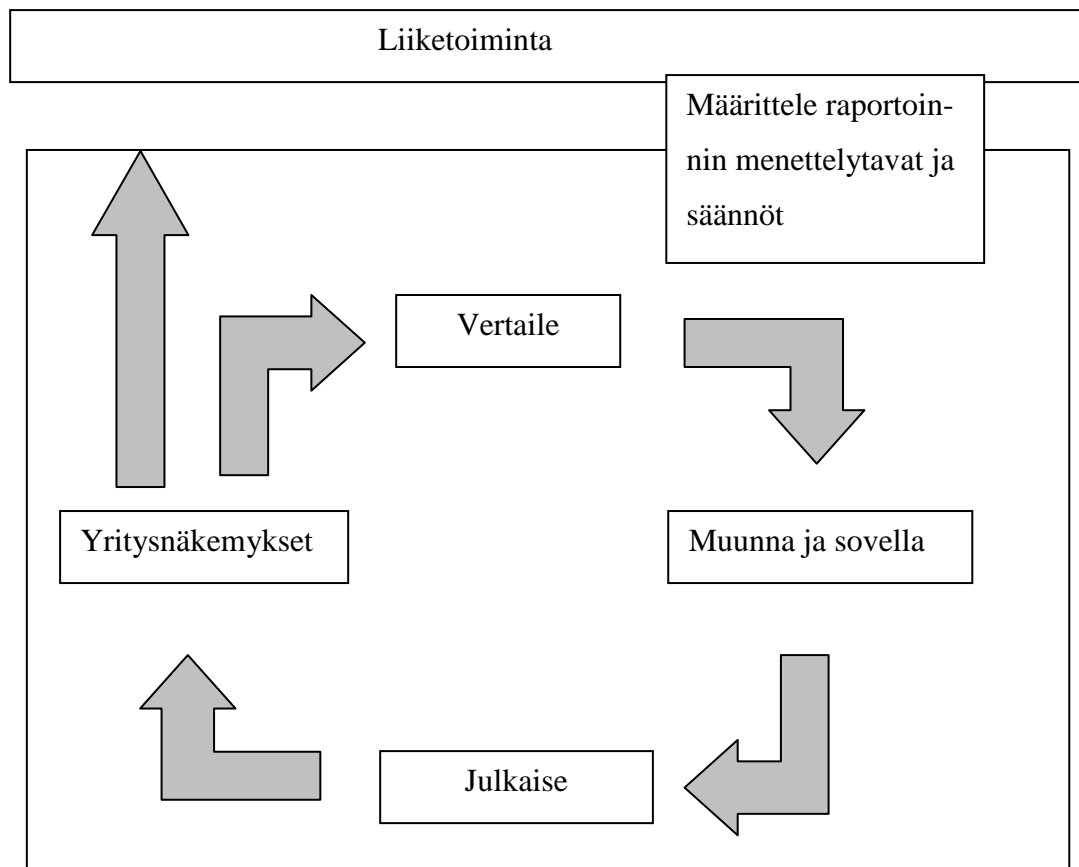 Liiketoiminta
Määrittele raportoin-
nin menettelytavat ja
säännöt
Vertaile
Yritysnäkemykset
Muunna ja sovella
Julkaise